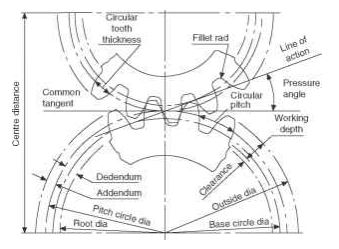 Circular
tooth
thickness
Fillet rad
Line of
action
Common
tangent
Circular
pitch
Pressure
angle
Working
depth
Centre distance
Dedendum
Addendum
Clearance
Outside dia
Pitch circle dia
Root dia
Base circle dia